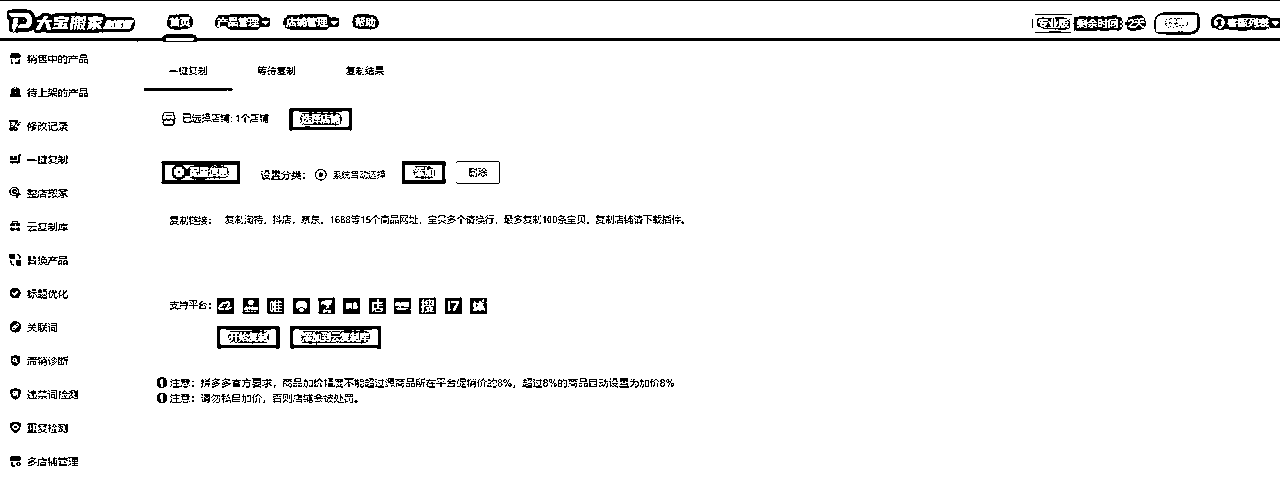 大宝搬家
首页 产品管理 店铺管理 帮助
专业版 剩余时间: 2天 客服列表
销售中的产品
待上架的产品
修改记录
一键复制
整店搬家
云复制库
替换产品
标题优化
关联词
滞销诊断
违禁词检测
重复检测
多店铺管理
一键复制 等待复制 复制结果
已选择店铺: 1个店铺 选择店铺
配置信息 设置分类: 系统自动选择 添加 删除
复制链接: 复制淘特，抖店，京东，1688等15个商品网址，宝贝多个请换行，最多复制100条宝贝。复制店铺请下载插件。
支持平台: 唯 店 搜 17
开始复制 添加到云复制库
注意：拼多多官方要求，商品加价幅度不能超过源商品所在平台促销价的8%，超过8%的商品自动设置为加价8%
注意：请勿私自加价，否则店铺会被处罚。